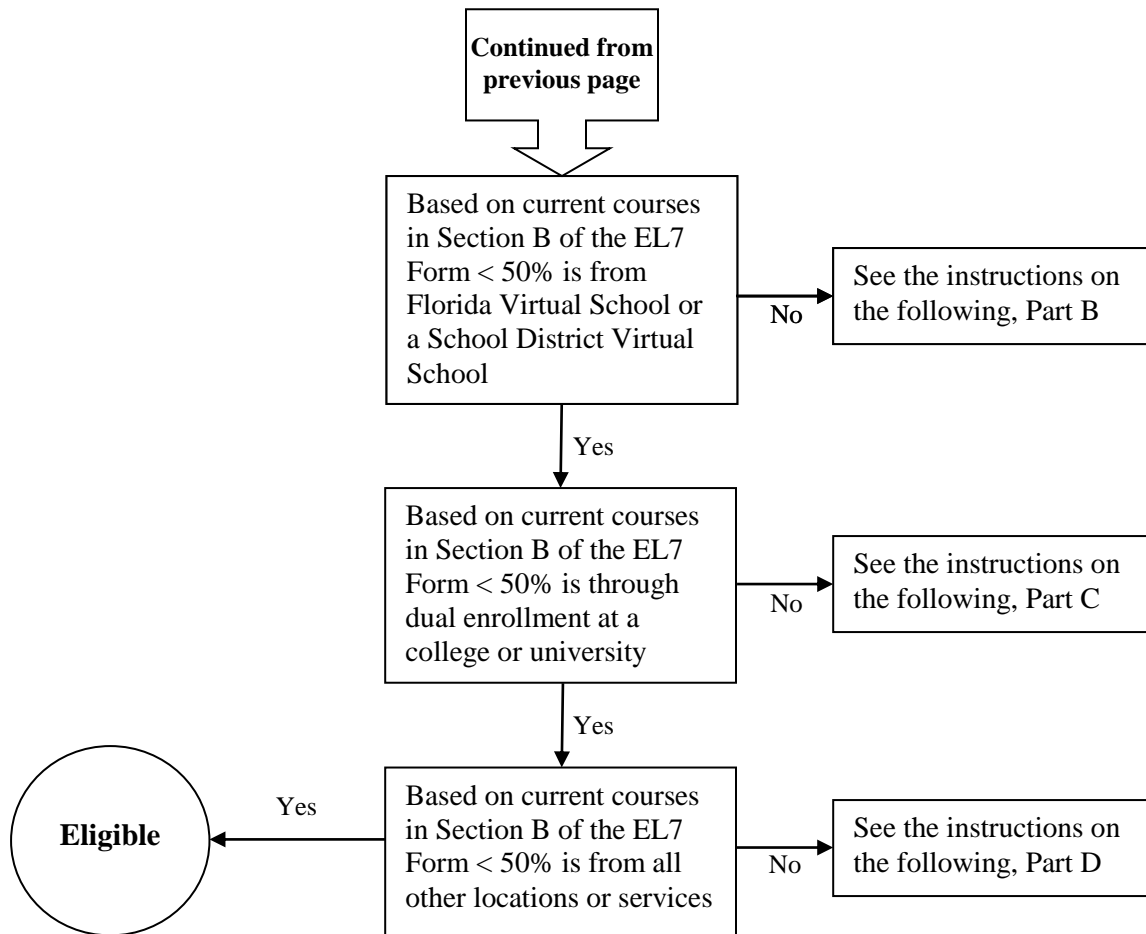 Continued from
previous page
Based on current courses
in Section B of the EL7
Form < 50% is from
Florida Virtual School or
a School District Virtual
School
No
See the instructions on
the following, Part B
Yes
Based on current courses
in Section B of the EL7
Form < 50% is through
dual enrollment at a
college or university
No
See the instructions on
the following, Part C
Yes
Based on current courses
in Section B of the EL7
Form < 50% is from all
other locations or services
Yes
Eligible
No
See the instructions on
the following, Part D